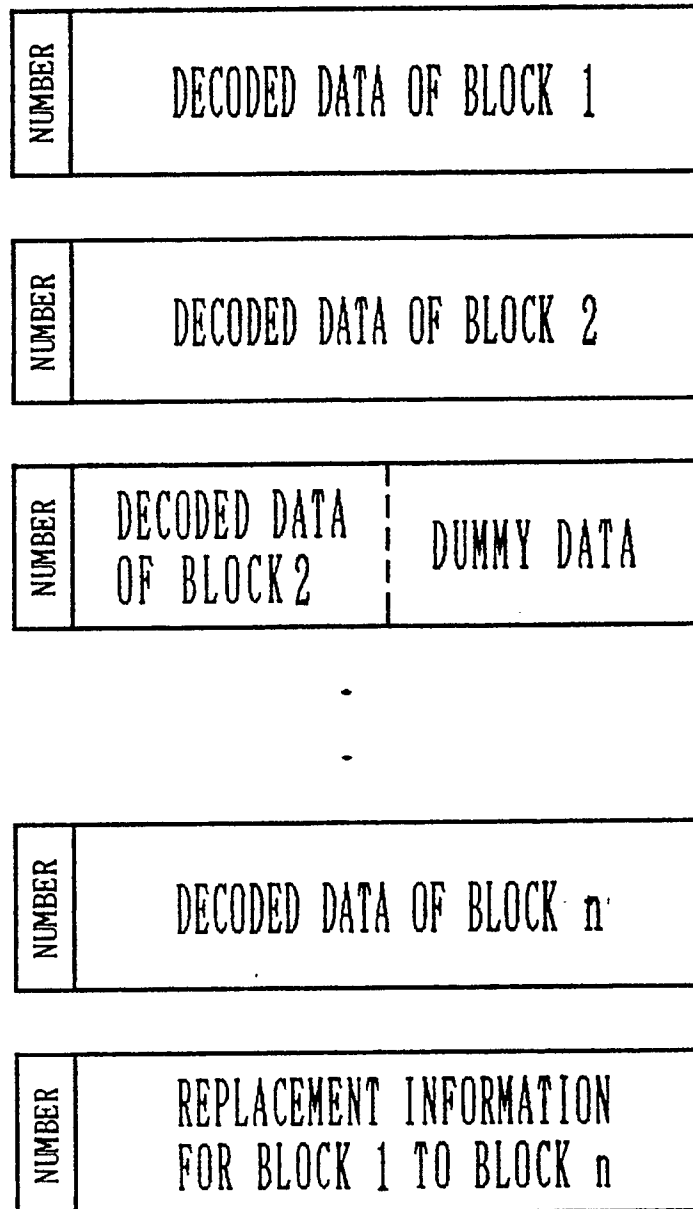 NUMBER
DECODED DATA OF BLOCK 1
NUMBER
DECODED DATA OF BLOCK 2
NUMBER
DECODED DATA
OF BLOCK2
DUMMY DATA
NUMBER
DECODED DATA OF BLOCK n
NUMBER
REPLACEMENT INFORMATION
FOR BLOCK 1 TO BLOCK n